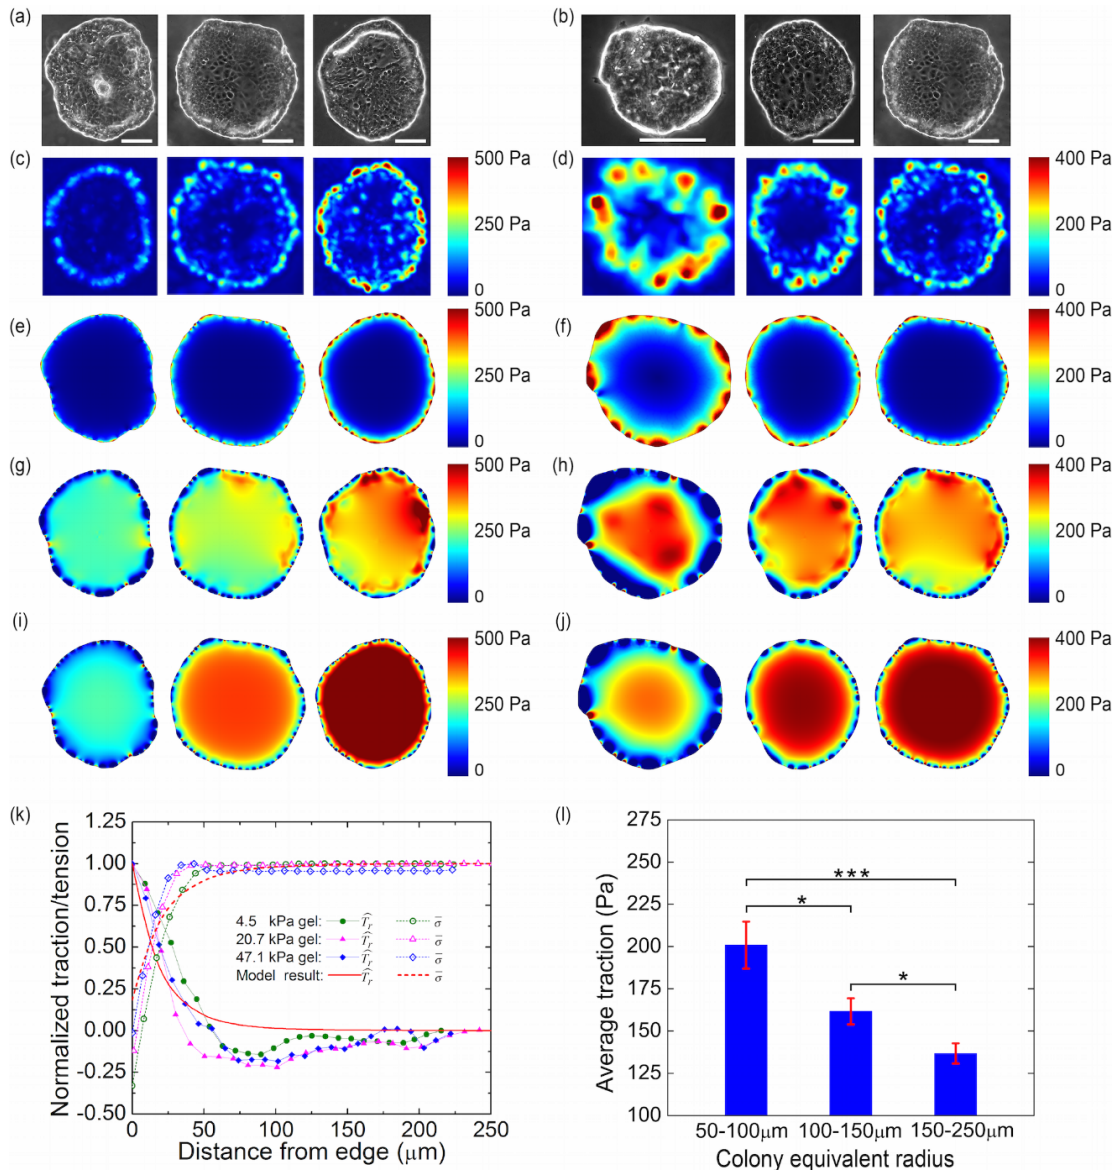 (a)
(b)
(c)
500 Pa
250 Pa
0
(d)
400 Pa
200 Pa
0
(e)
500 Pa
250 Pa
0
(f)
400 Pa
200 Pa
0
(g)
500 Pa
250 Pa
0
(h)
400 Pa
200 Pa
0
(i)
500 Pa
250 Pa
0
(j)
400 Pa
200 Pa
0
(k)
Normalized traction/tension
1.25
1.00
0.75
0.50
0.25
0.00
-0.25
-0.50
4.5 kPa gel: T̂r σ̄
20.7 kPa gel: T̂r σ̄
47.1 kPa gel: T̂r σ̄
Model result: T̂r σ̄
0 50 100 150 200 250
Distance from edge (μm)
(l)
Average traction (Pa)
275
250
225
200
175
150
125
100
***
*
*
50-100μm 100-150μm 150-250μm
Colony equivalent radius